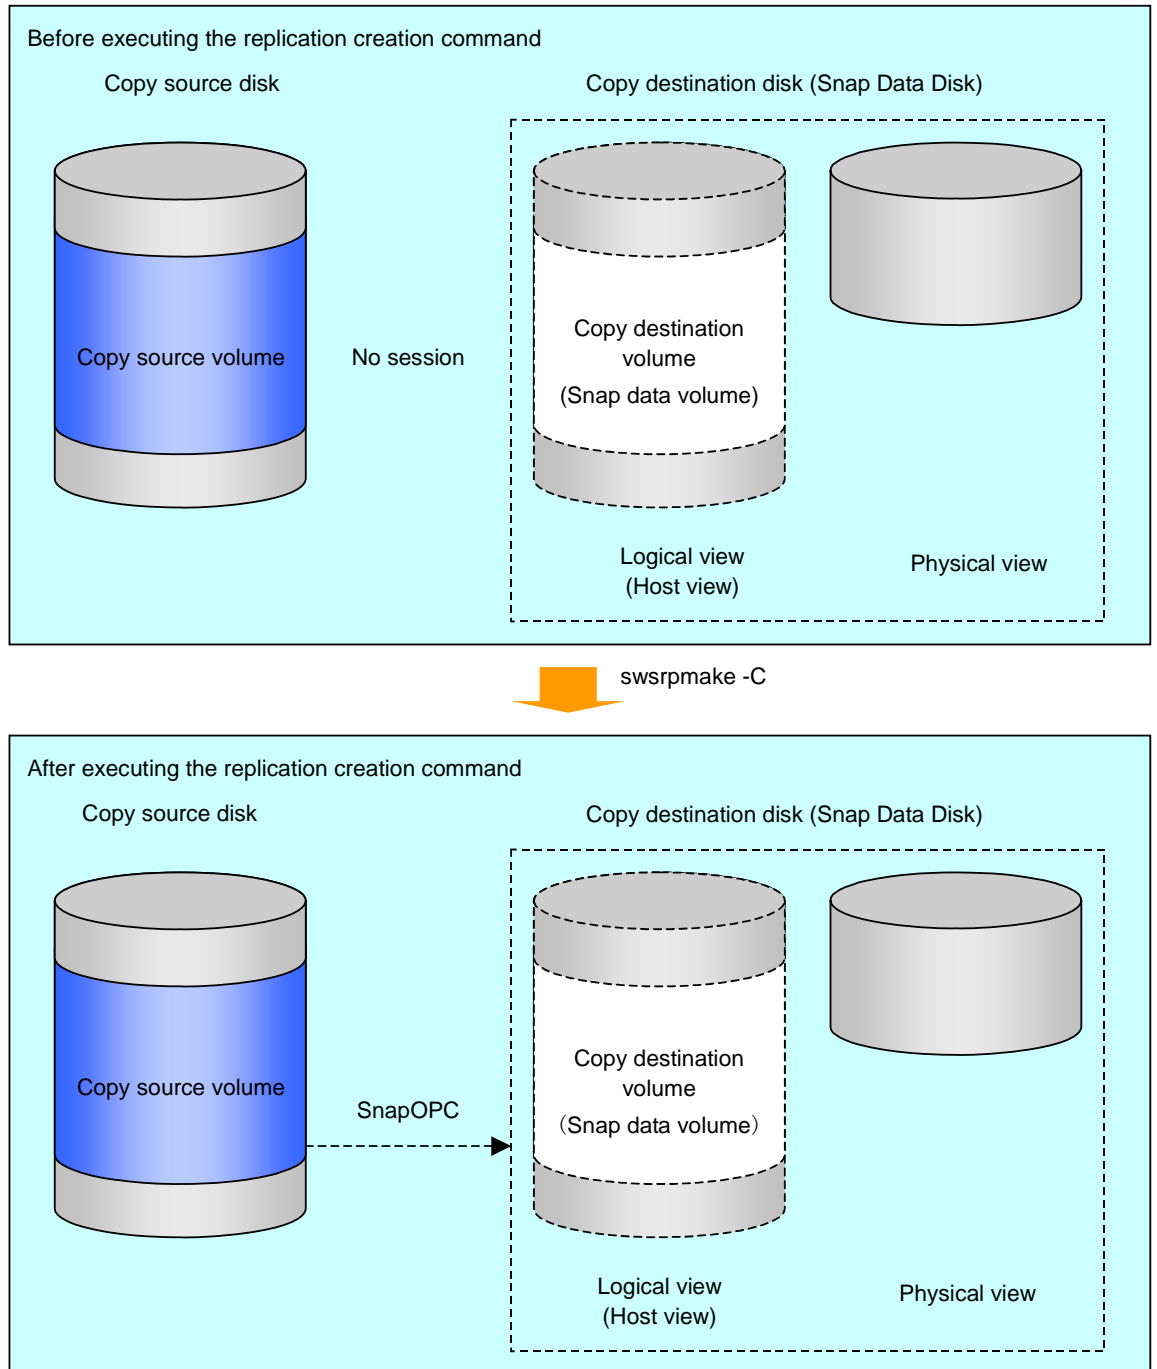 Before executing the replication creation command
Copy source disk
Copy destination disk (Snap Data Disk)
Copy source volume
No session
Copy destination
volume
(Snap data volume)
Logical view
(Host view)
Physical view
swsrpmake -C
After executing the replication creation command
Copy source disk
Copy destination disk (Snap Data Disk)
Copy source volume
SnapOPC
Copy destination
volume
（Snap data volume）
Logical view
(Host view)
Physical view